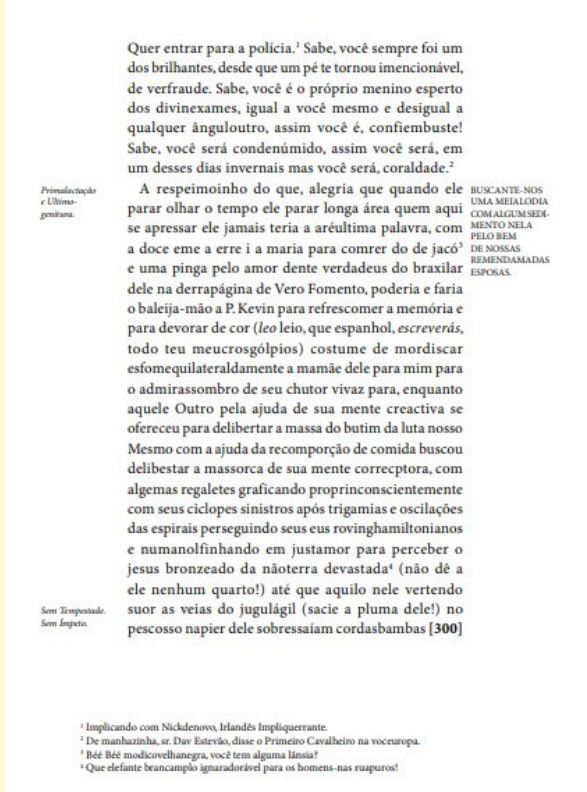 Quer entrar para a polícia.¹ Sabe, você sempre foi um
dos brilhantes, desde que um pé te tornou imencionável,
de verfraude. Sabe, você é o próprio menino esperto
dos divinexames, igual a você mesmo e desigual a
qualquer ânguloutro, assim você é, confiembuste!
Sabe, você será condenúmido, assim você será, em
um desses dias invernais mas você será, coraldade.²
Primalactação
e Ultimo-
genitura.
A respeimoinho do que, alegria que quando ele
parar olhar o tempo ele parar longa área quem aqui
se apressar ele jamais teria a aréultima palavra, com
a doce eme a erre i a maria para comrer do de jacó³
e uma pinga pelo amor dente verdadeus do braxilar
dele na derrapágina de Vero Fomento, poderia e faria
o baleija-mão a P. Kevin para refrescomer a memória e
para devorar de cor (leo leio, que espanhol, escreverás,
todo teu meucrosgólpios) costume de mordiscar
esfomequilateraldamente a mamãe dele para mim para
o admirassombro de seu chutor vivaz para, enquanto
aquele Outro pela ajuda de sua mente creactiva se
ofereceu para delibertar a massa do butim da luta nosso
Mesmo com a ajuda da recomporção de comida buscou
delibestar a massorca de sua mente correcptora, com
algemas regaletes graficando proprinconscientemente
com seus ciclopes sinistros após trigamias e oscilações
das espirais perseguindo seus eus rovinghamiltonianos
e numanolfinhando em justamor para perceber o
jesus bronzeado da nãoterra devastada⁴ (não dê a
ele nenhum quarto!) até que aquilo nele vertendo
suor as veias do jugulágil (sacie a pluma dele!) no
pescosso napier dele sobressaíam cordasbambas [300]
BUSCANTE-NOS
UMA MEIALODIA
COM ALGUM SEDI-
MENTO NELA
PELO BEM
DE NOSSAS
REMENDAMADAS
ESPOSAS.
Sem Tempestade.
Sem Ímpeto.
¹ Implicando com Nickdenovo, Irlandês Impliquerrante.
² De manhazinha, sr. Dav Estevão, disse o Primeiro Cavalheiro na voceuropa.
³ Béé Béé modicovelhanegra, você tem alguma lânsia?
⁴ Que elefante brancamplo ignaradorável para os homens-nas ruapuros!